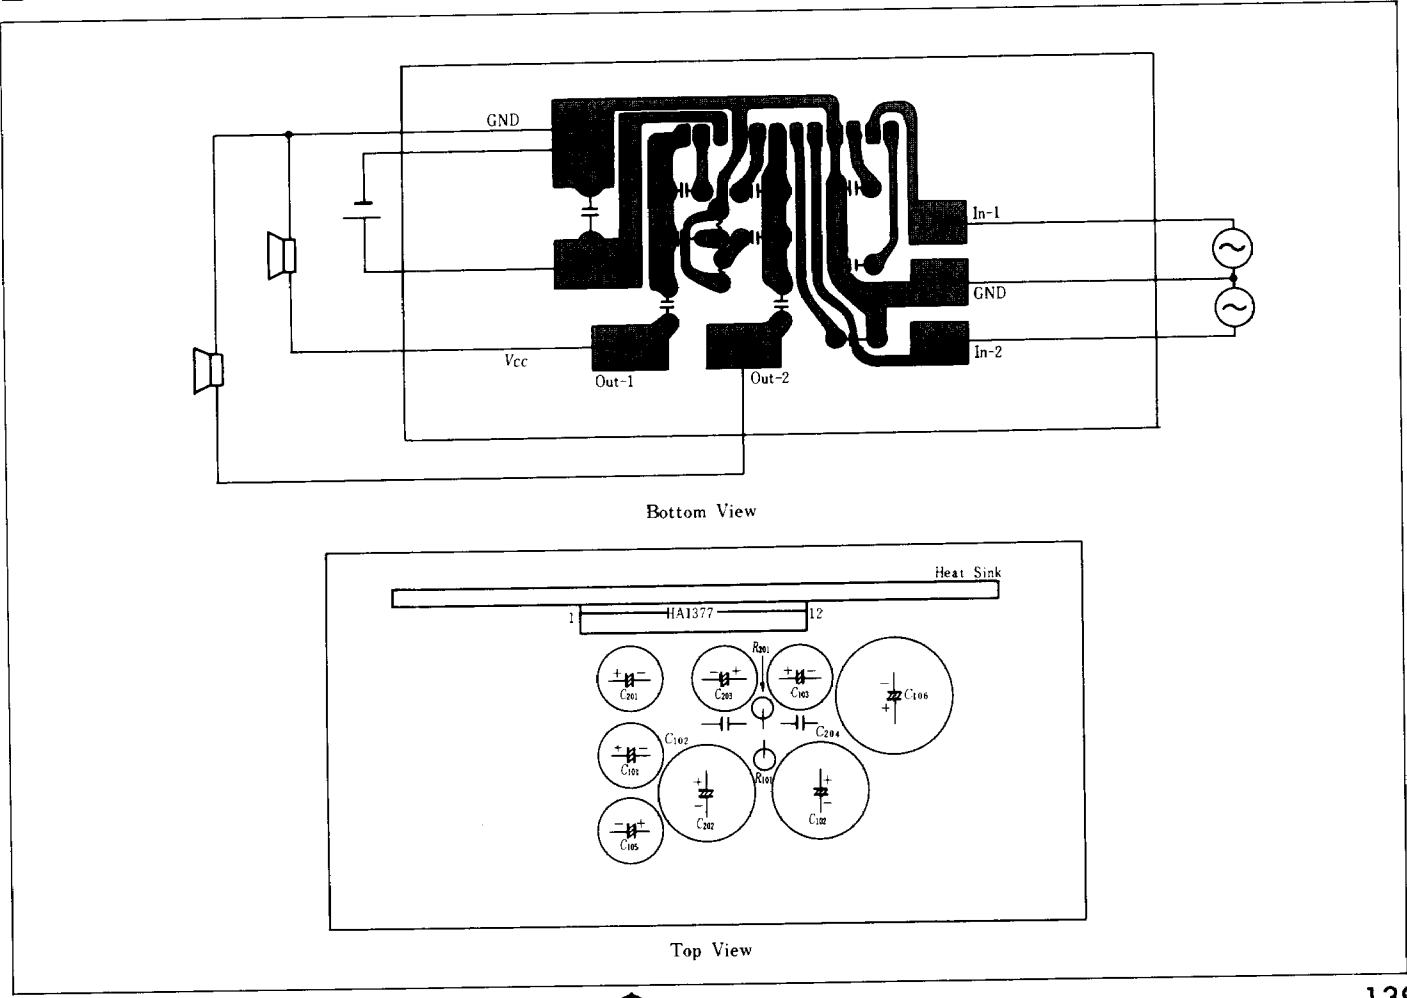 GND
In-1
GND
In-2
Vcc
Out-1
Out-2
Bottom View
Heat Sink
1
HA1377
12
R201
C201
C203
C103
C106
C102
C204
C101
R101
C202
C102
C105
Top View